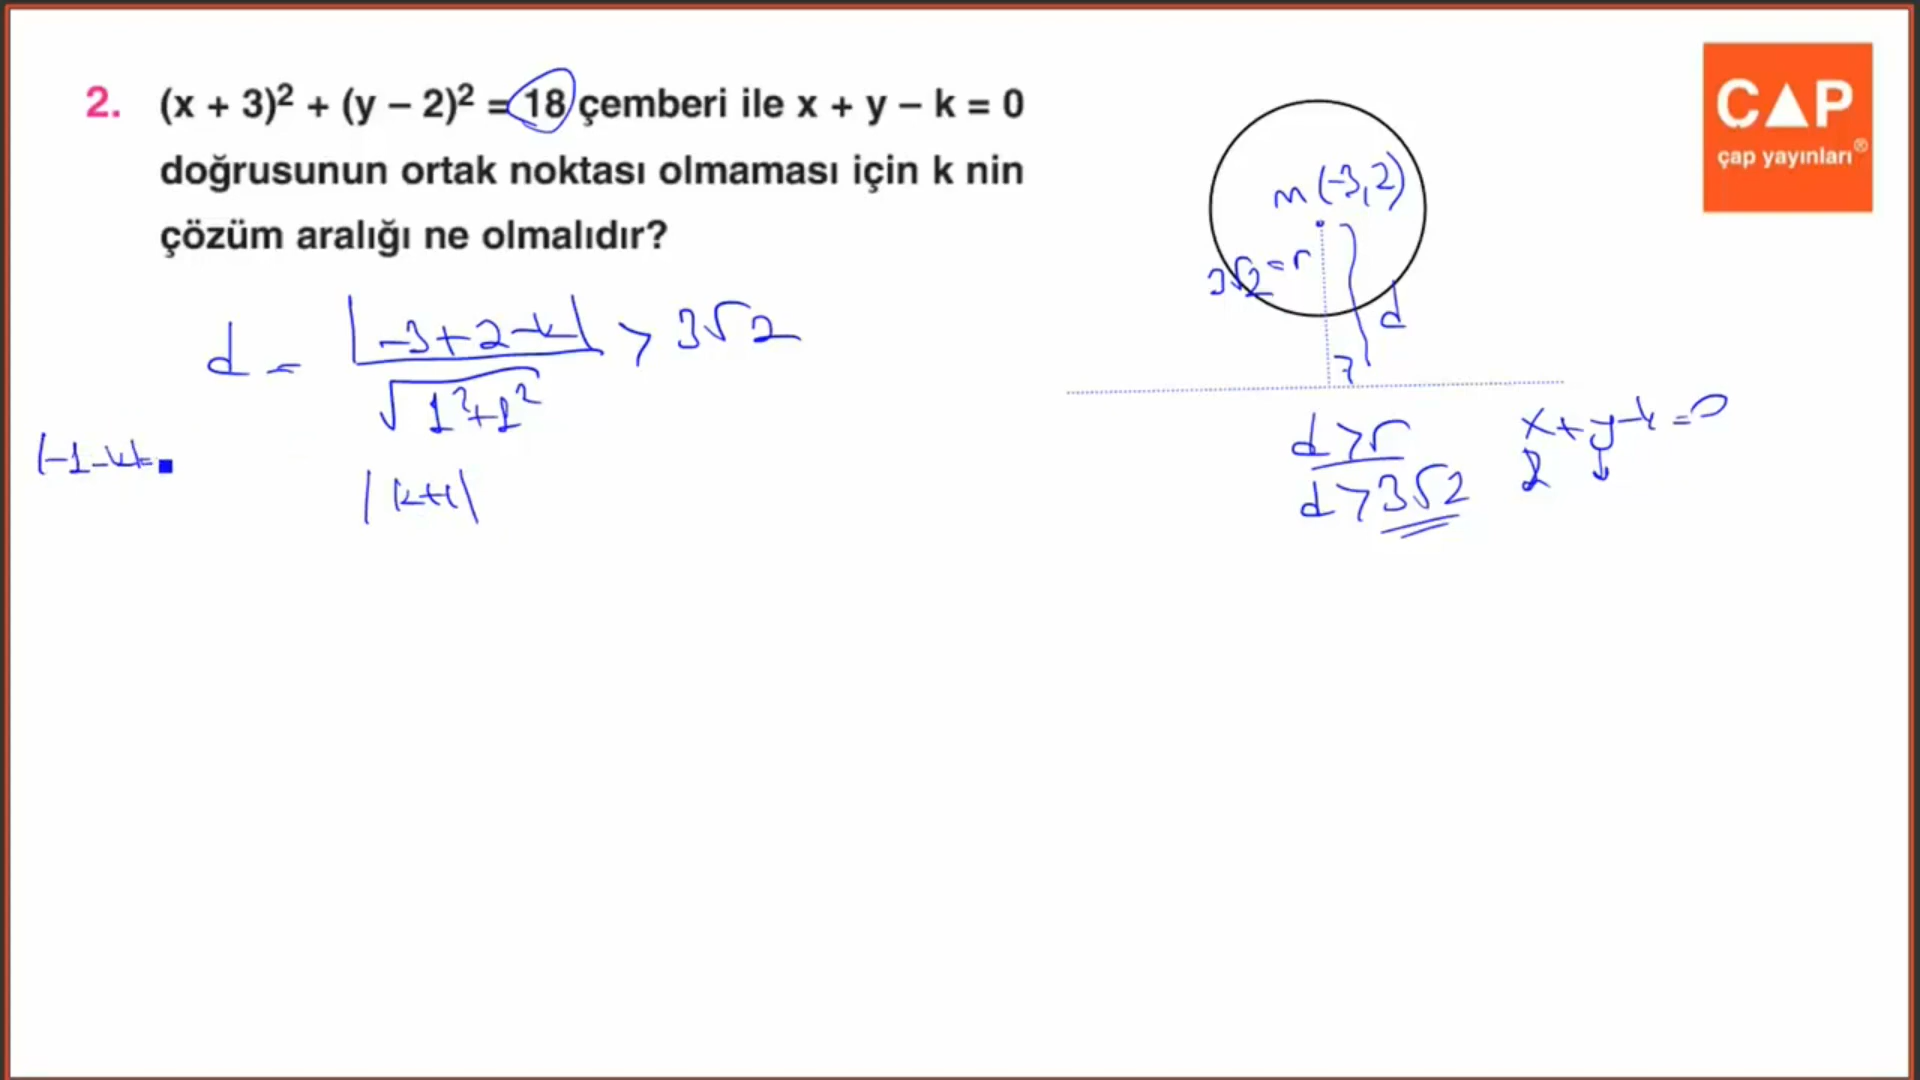 2. (x + 3)² + (y – 2)² = 18 çemberi ile x + y – k = 0
doğrusunun ortak noktası olmaması için k nin
çözüm aralığı ne olmalıdır?
ÇAP
çap yayınları®
m (-3,2)
3√2 = r
d
d = |-3+2-k| / √1²+1² > 3√2
|-1-k|=
|k+1|
d > r
d > 3√2
x+y-k=0